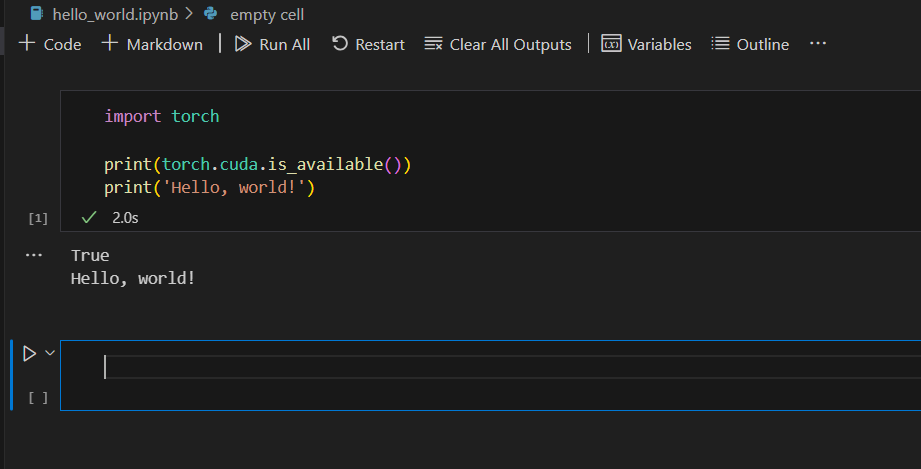 hello_world.ipynb > empty cell
+ Code + Markdown | Run All Restart Clear All Outputs | Variables Outline ...
import torch
print(torch.cuda.is_available())
print('Hello, world!')
[1] 2.0s
... True
Hello, world!
[ ]